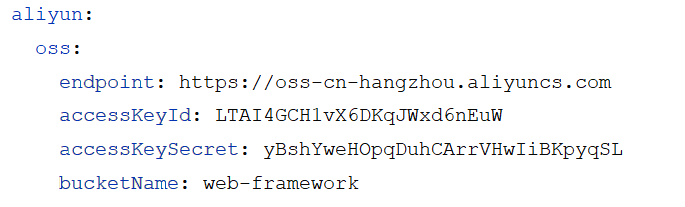 aliyun:
oss:
endpoint: https://oss-cn-hangzhou.aliyuncs.com
accessKeyId: LTAI4GCH1vX6DKqJWxd6nEuW
accessKeySecret: yBshYweHOpqDuhCArrVHwIiBKpyqSL
bucketName: web-framework